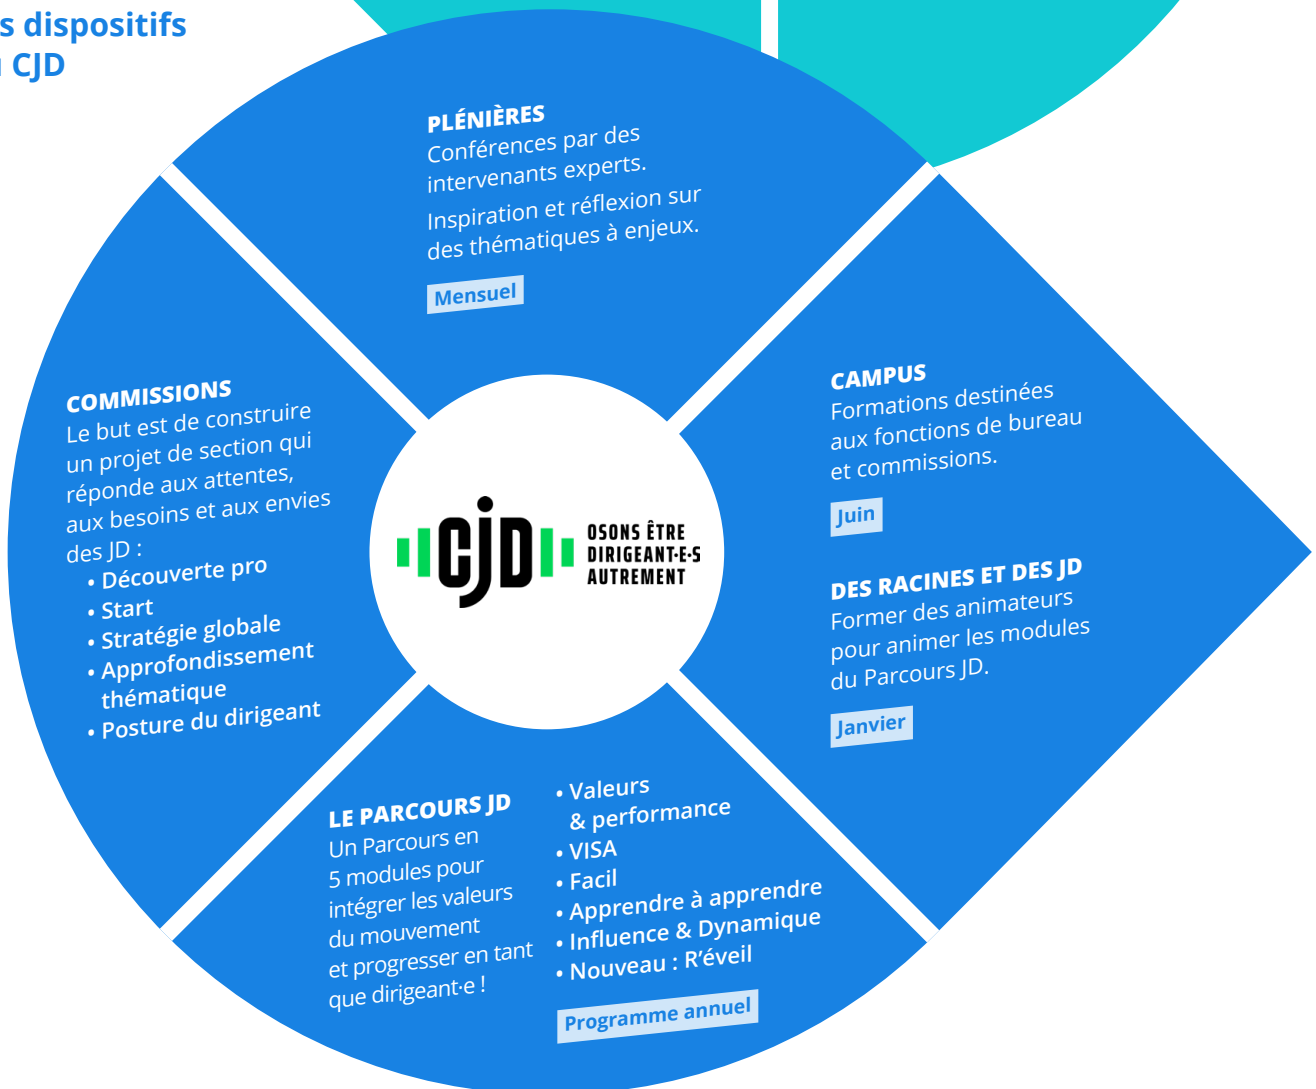 s dispositifs
CJD
PLÉNIÈRES
Conférences par des
intervenants experts.
Inspiration et réflexion sur
des thématiques à enjeux.
Mensuel
COMMISSIONS
Le but est de construire
un projet de section qui
réponde aux attentes,
aux besoins et aux envies
des JD :
• Découverte pro
• Start
• Stratégie globale
• Approfondissement
thématique
• Posture du dirigeant
CJD
OSONS ÊTRE
DIRIGEANT·E·S
AUTREMENT
CAMPUS
Formations destinées
aux fonctions de bureau
et commissions.
Juin
DES RACINES ET DES JD
Former des animateurs
pour animer les modules
du Parcours JD.
Janvier
LE PARCOURS JD
Un Parcours en
5 modules pour
intégrer les valeurs
du mouvement
et progresser en tant
que dirigeant·e !
• Valeurs
& performance
• VISA
• Facil
• Apprendre à apprendre
• Influence & Dynamique
• Nouveau : R’éveil
Programme annuel